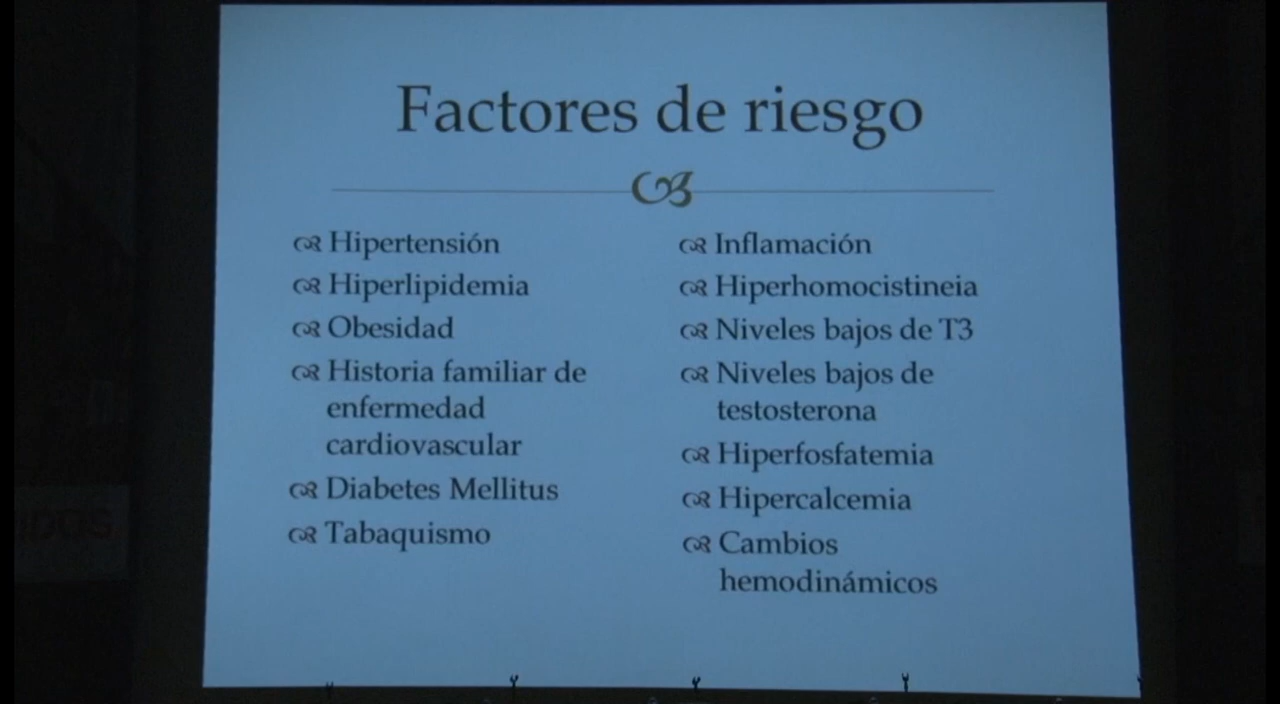 Factores de riesgo
Hipertensión
Hiperlipidemia
Obesidad
Historia familiar de
enfermedad
cardiovascular
Diabetes Mellitus
Tabaquismo
Inflamación
Hiperhomocistineia
Niveles bajos de T3
Niveles bajos de
testosterona
Hiperfosfatemia
Hipercalcemia
Cambios
hemodinámicos